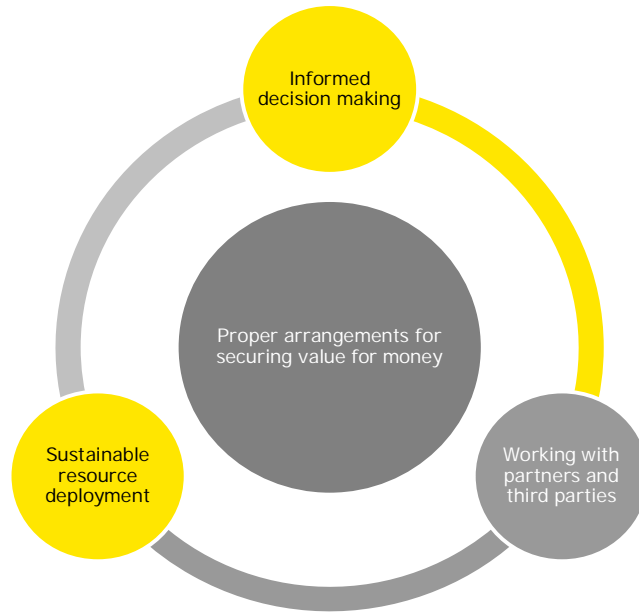 Informed
decision making
Proper arrangements for
securing value for money
Sustainable
resource
deployment
Working with
partners and
third parties